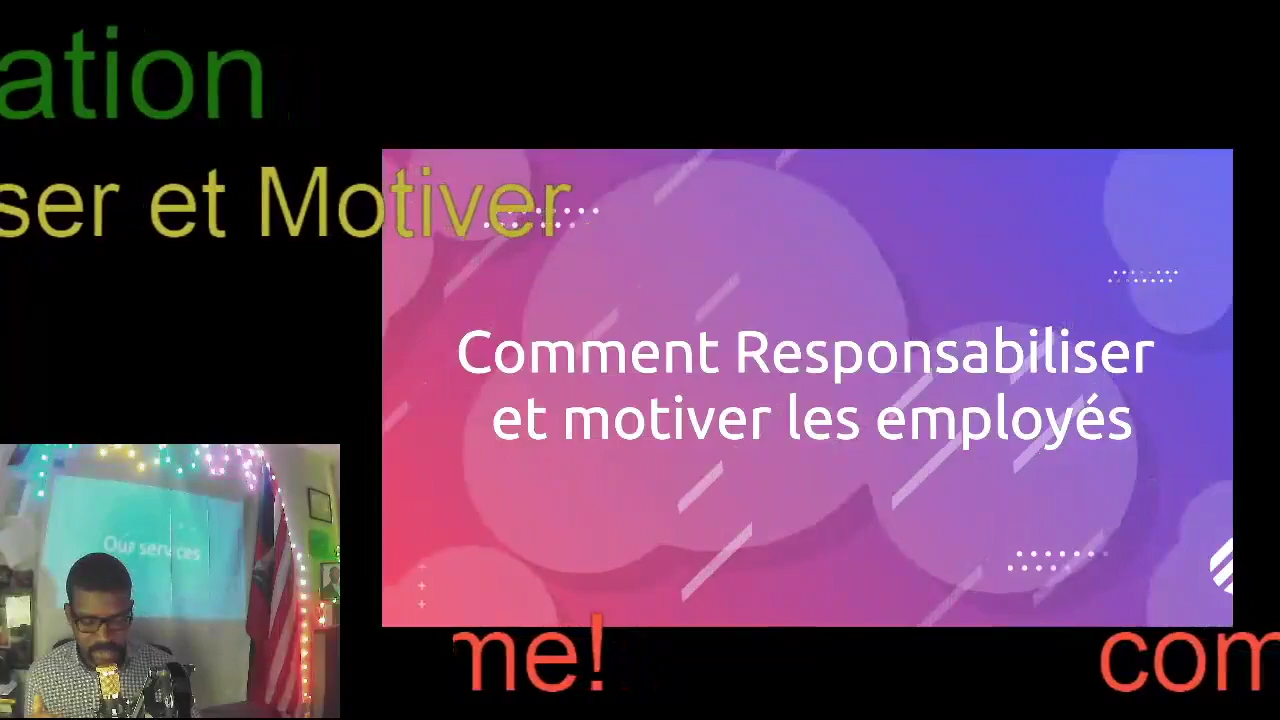 ation
ser et Motiver
Comment Responsabiliser
et motiver les employés
Our services
me! com